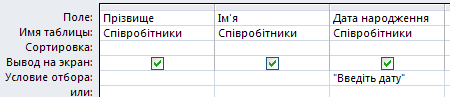 Поле: Прізвище Ім'я Дата народження
Имя таблицы: Співробітники Співробітники Співробітники
Сортировка:
Вывод на экран:
Условие отбора: "Введіть дату"
или: